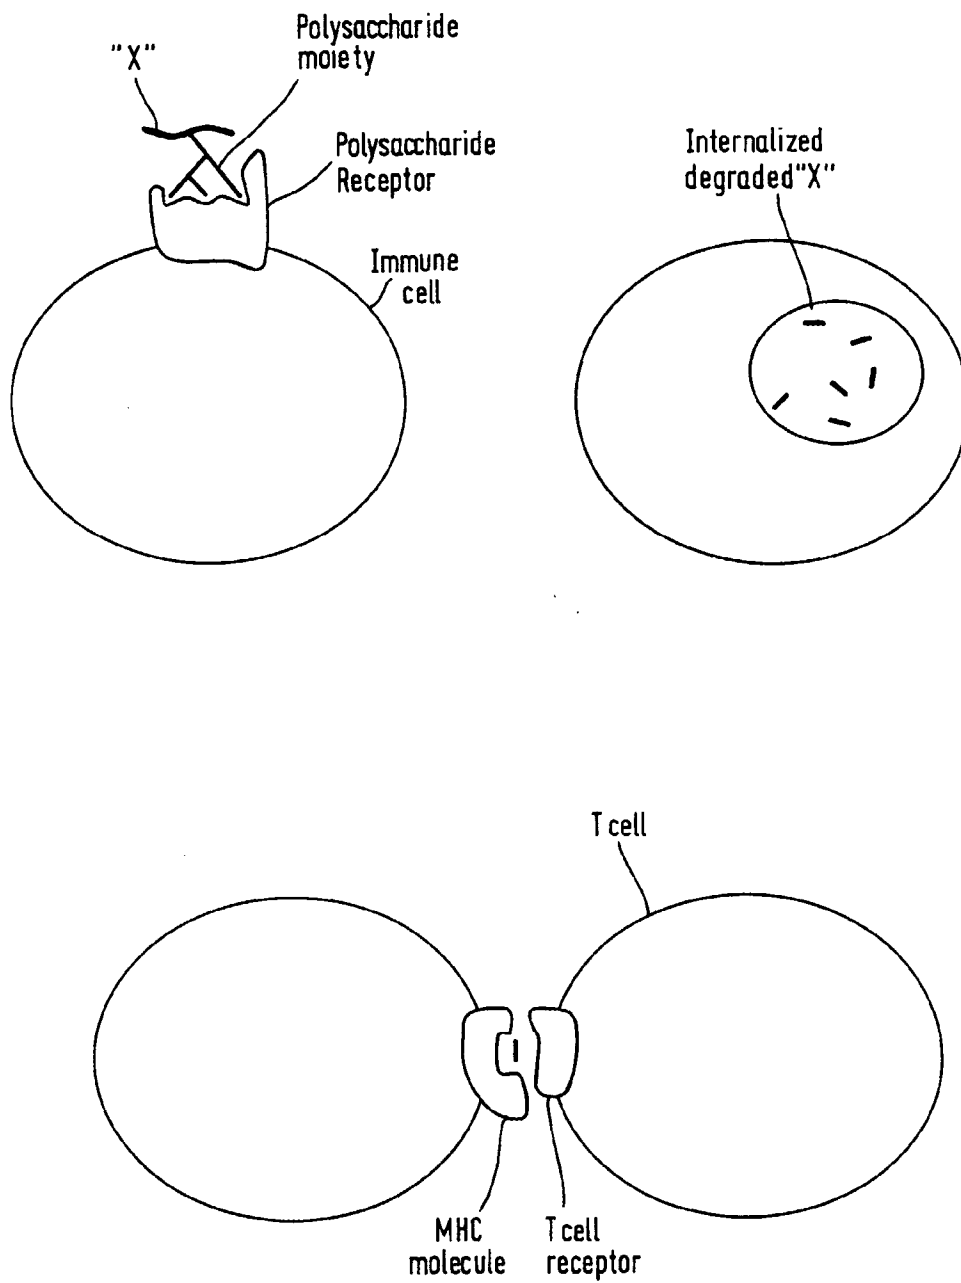 "X"
Polysaccharide
moiety
Polysaccharide
Receptor
Immune
cell
Internalized
degraded"X"
T cell
MHC
molecule
T cell
receptor